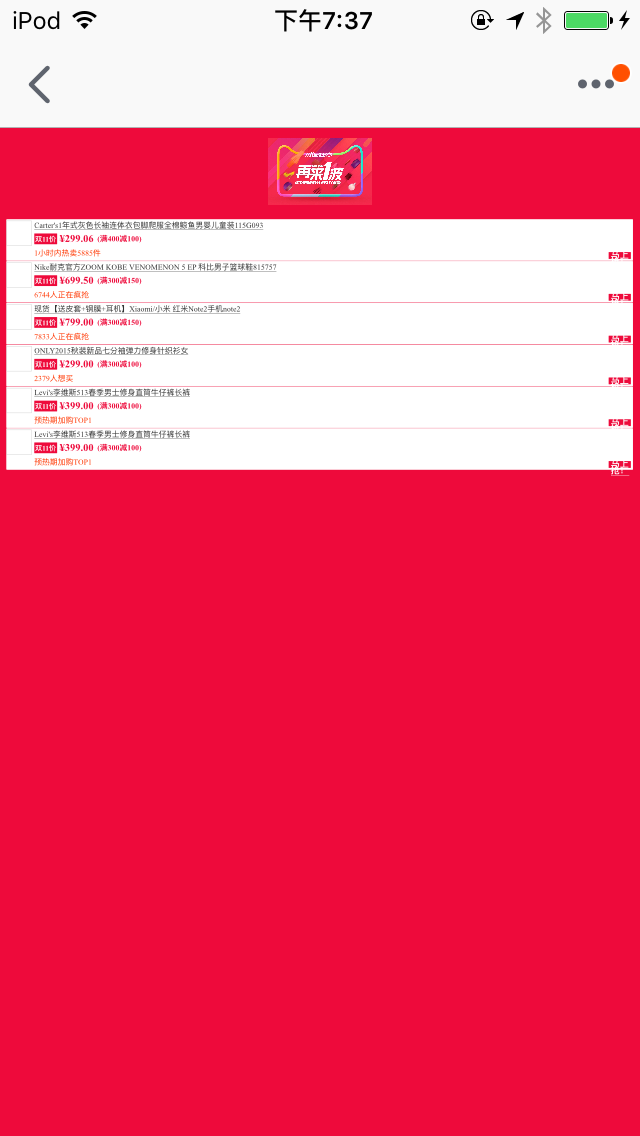 iPod
下午7:37
再来1波
Carter's1年式灰色长袖连体衣包脚爬服全棉鲸鱼男婴儿童装115G093
双11价 ¥299.06 (满400减100)
1小时内热卖5885件
Nike耐克官方ZOOM KOBE VENOMENON 5 EP 科比男子篮球鞋815757
双11价 ¥699.50 (满300减150)
6744人正在疯抢
现货【送皮套+钢膜+耳机】Xiaomi/小米 红米Note2手机note2
双11价 ¥799.00 (满300减150)
7833人正在疯抢
ONLY2015秋装新品七分袖弹力修身针织衫女
双11价 ¥299.00 (满300减100)
2379人想买
Levi's李维斯513春季男士修身直筒牛仔裤长裤
双11价 ¥399.00 (满300减100)
预热期加购TOP1
Levi's李维斯513春季男士修身直筒牛仔裤长裤
双11价 ¥399.00 (满300减100)
预热期加购TOP1